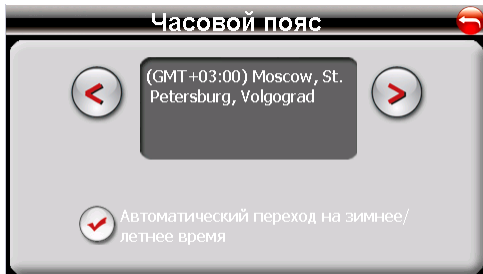 Часовой пояс
(GMT+03:00) Moscow, St.
Petersburg, Volgograd
Автоматический переход на зимнее/
летнее время